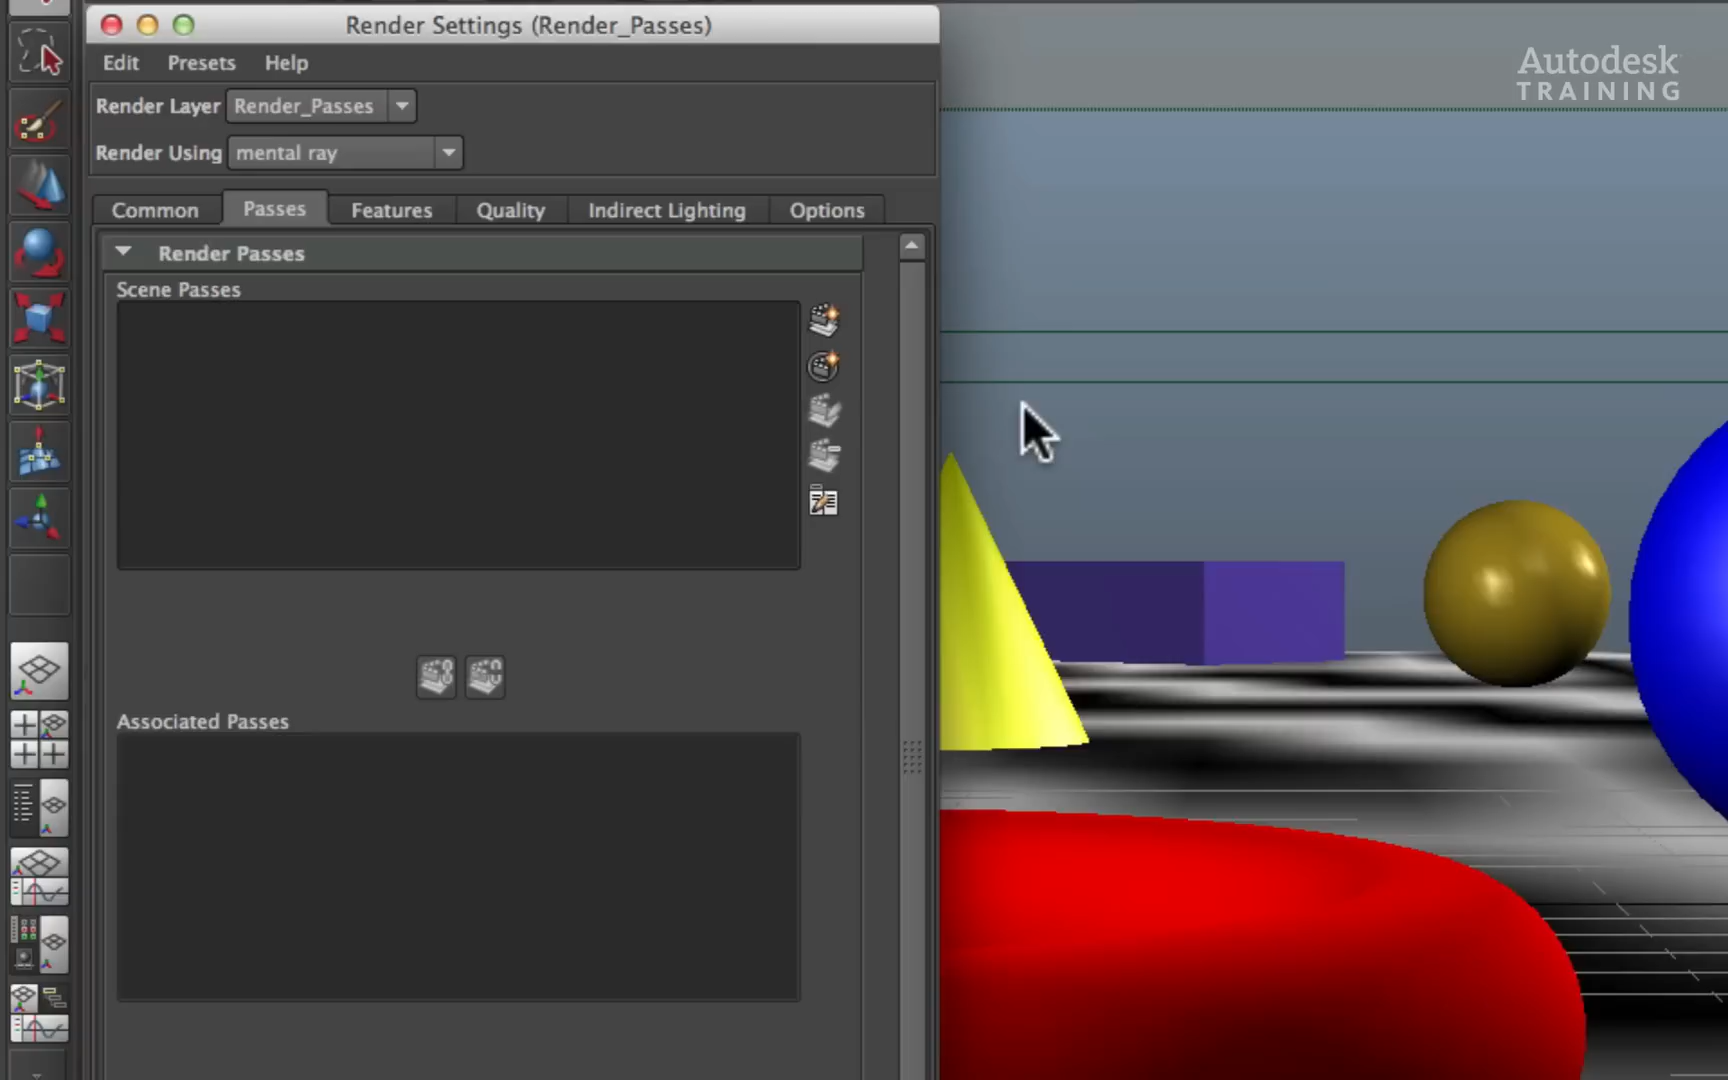 Render Settings (Render_Passes)
Edit Presets Help
Autodesk
TRAINING
Render Layer Render_Passes
Render Using mental ray
Common Passes Features Quality Indirect Lighting Options
Render Passes
Scene Passes
Associated Passes